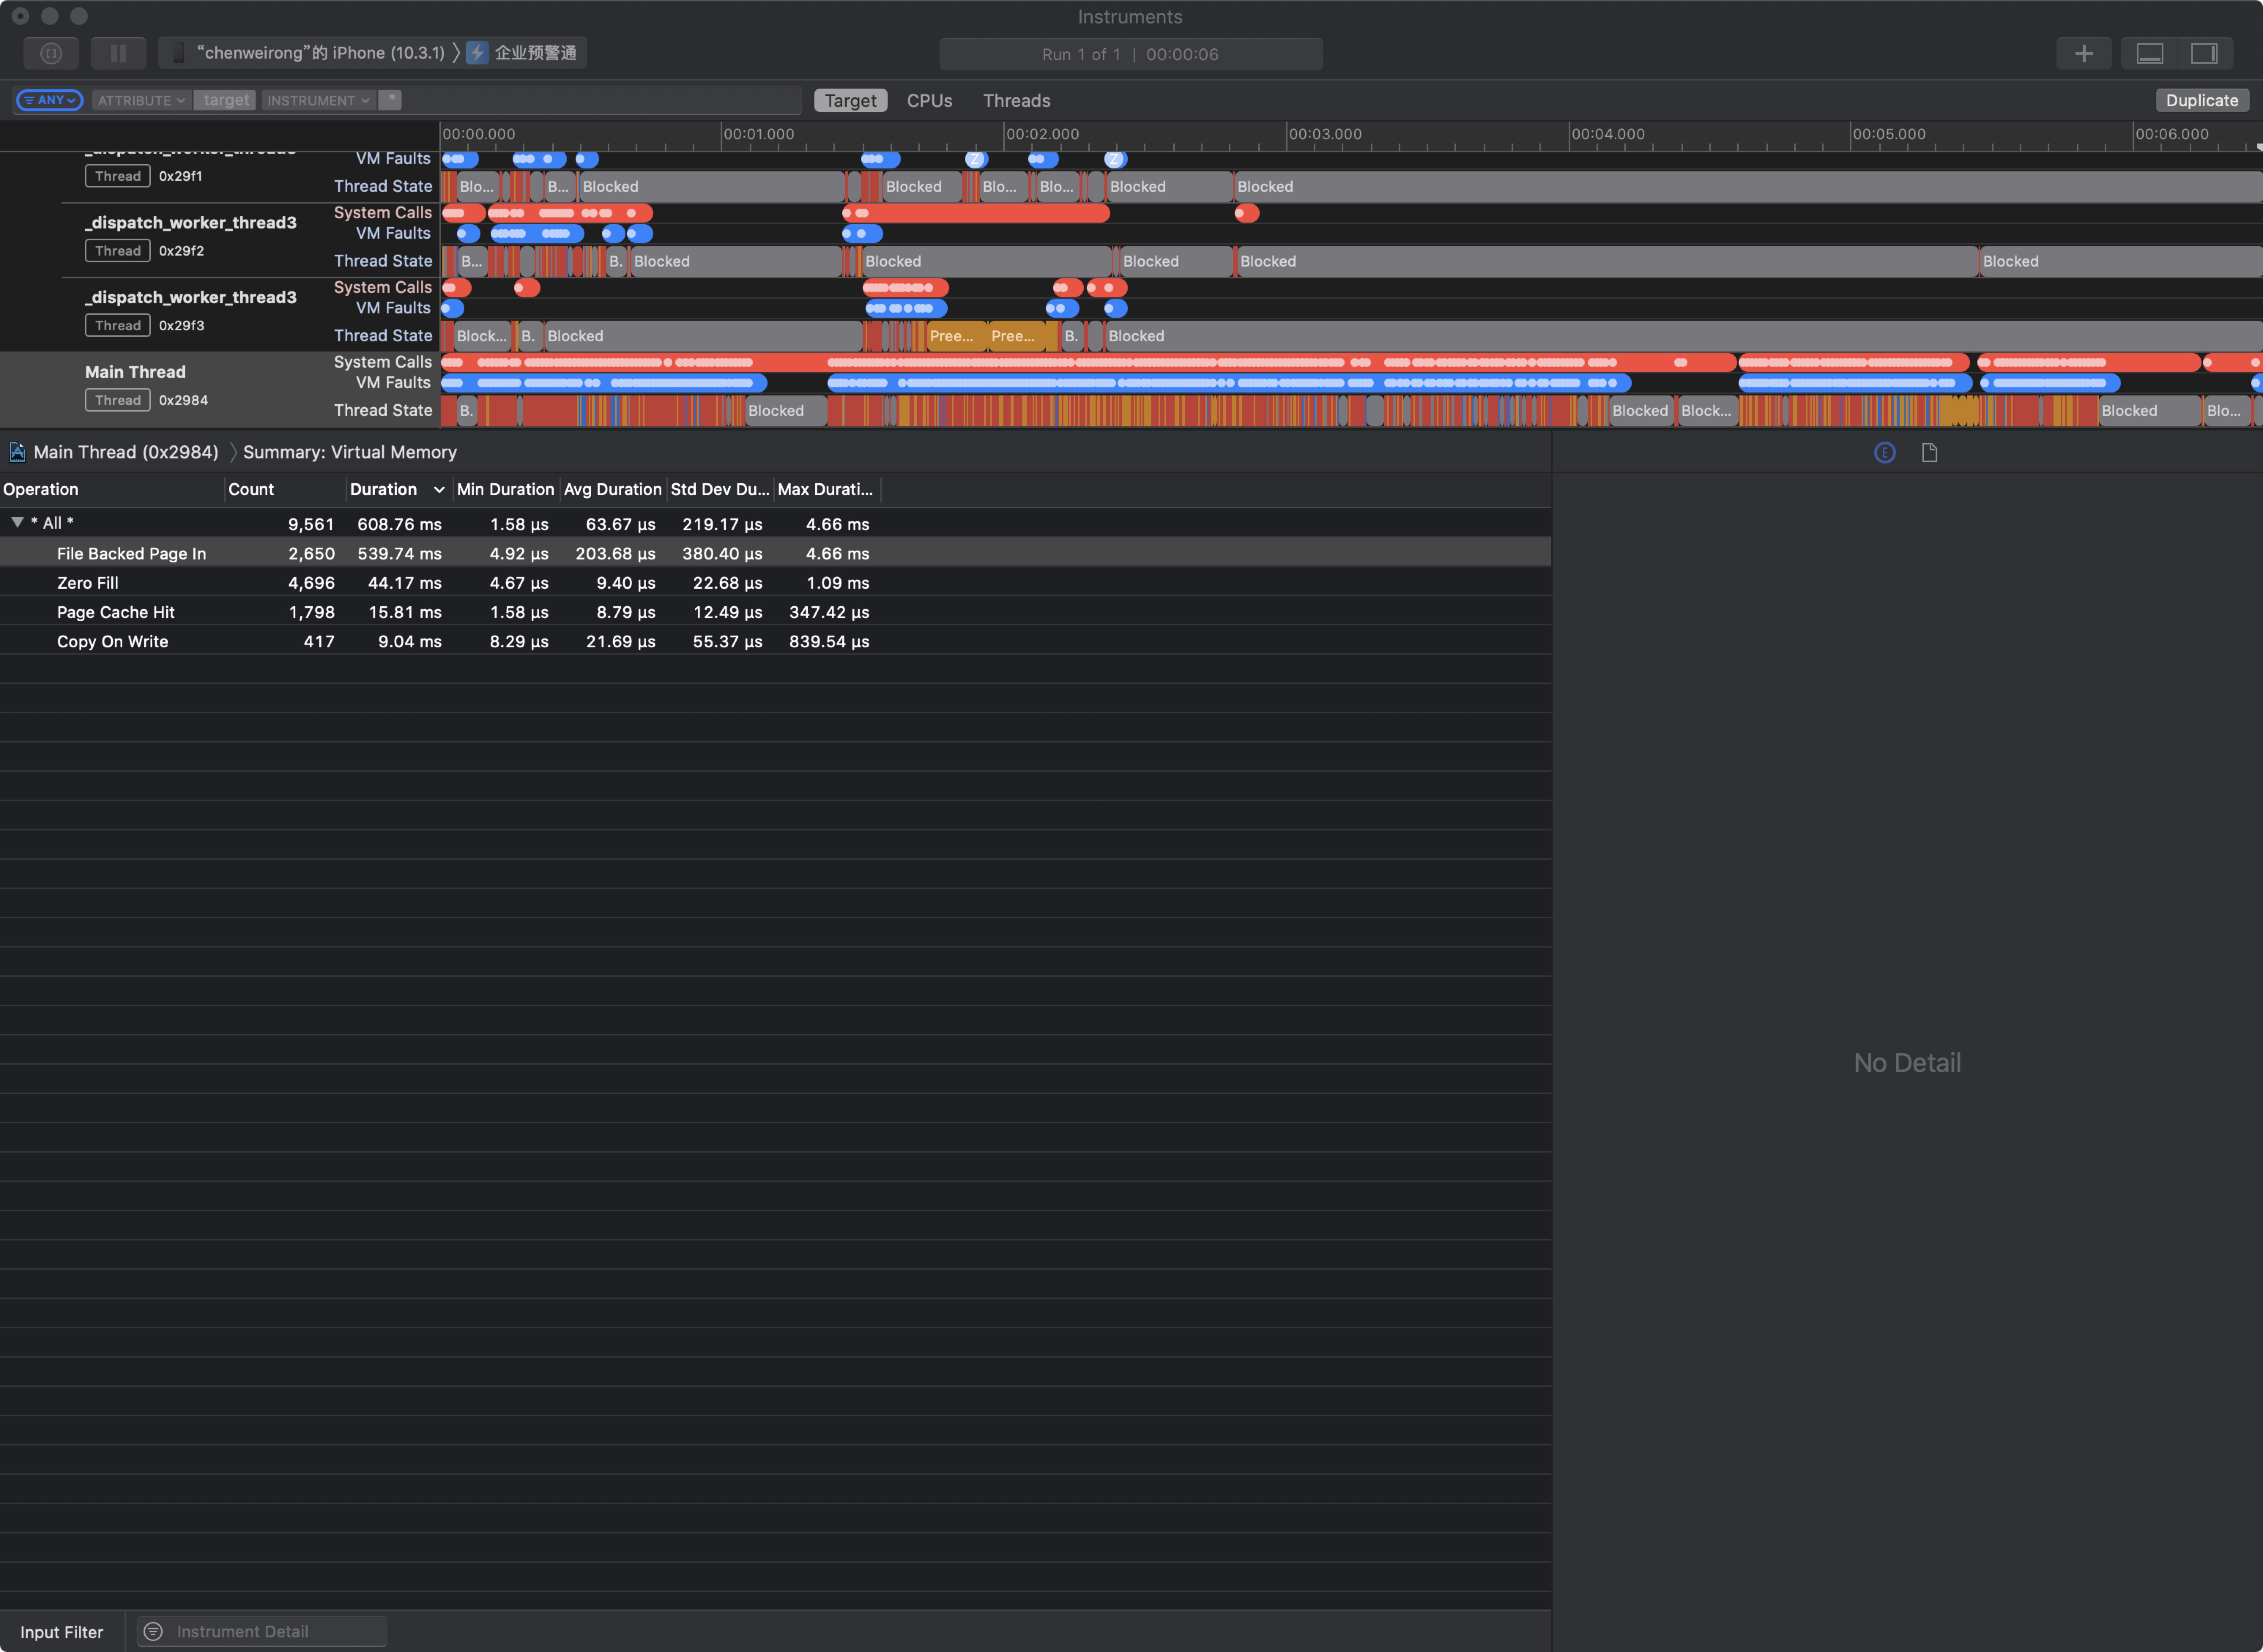 Instruments
“chenweirong”的 iPhone (10.3.1) 〉 企业预警通
Run 1 of 1 | 00:00:06
ANY ATTRIBUTE target INSTRUMENT * Target CPUs Threads Duplicate
00:00.000 00:01.000 00:02.000 00:03.000 00:04.000 00:05.000 00:06.000
_dispatch_worker_thread3
VM Faults Z Z
Thread 0x29f1
Thread State Blo... B... Blocked Blocked Blo... Blo... Blocked Blocked
System Calls
_dispatch_worker_thread3
VM Faults
Thread 0x29f2
Thread State B... B. Blocked Blocked Blocked Blocked Blocked
System Calls
_dispatch_worker_thread3
VM Faults
Thread 0x29f3
Thread State Block... B. Blocked Pree... Pree... B. Blocked
System Calls
Main Thread
VM Faults
Thread 0x2984
Thread State B. Blocked Blocked Block... Blocked Blo...
Main Thread (0x2984) 〉 Summary: Virtual Memory E
Operation Count Duration Min Duration Avg Duration Std Dev Du... Max Durati...
* All * 9,561 608.76 ms 1.58 µs 63.67 µs 219.17 µs 4.66 ms
File Backed Page In 2,650 539.74 ms 4.92 µs 203.68 µs 380.40 µs 4.66 ms
Zero Fill 4,696 44.17 ms 4.67 µs 9.40 µs 22.68 µs 1.09 ms
Page Cache Hit 1,798 15.81 ms 1.58 µs 8.79 µs 12.49 µs 347.42 µs
Copy On Write 417 9.04 ms 8.29 µs 21.69 µs 55.37 µs 839.54 µs
No Detail
Input Filter Instrument Detail